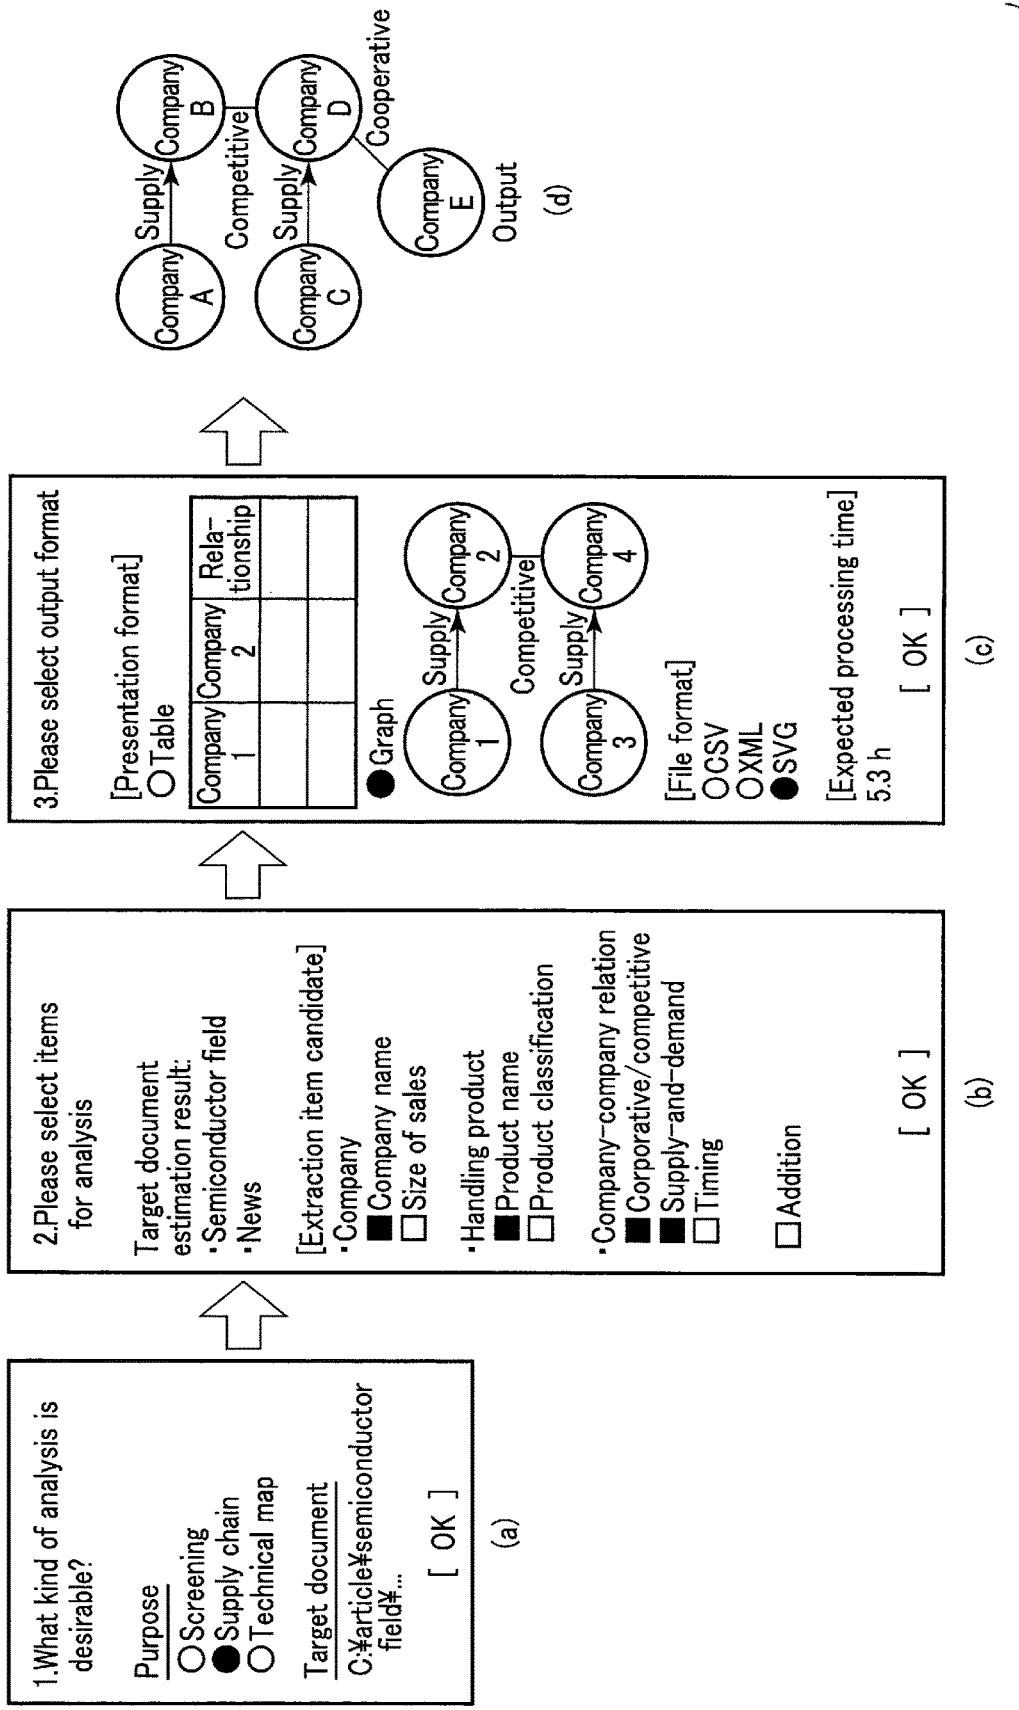 1.What kind of analysis is
desirable?
Purpose
○Screening
●Supply chain
○Technical map
Target document
C:¥article¥semiconductor
field¥...
[ OK ]
(a)
2.Please select items
for analysis
Target document
estimation result:
・Semiconductor field
・News
[Extraction item candidate]
・Company
■Company name
□Size of sales
・Handling product
■Product name
□Product classification
・Company-company relation
■Corporative/competitive
■Supply-and-demand
□Timing
□Addition
[ OK ]
(b)
3.Please select output format
[Presentation format]
○Table
Company
1
Company
2
Rela-
tionship
●Graph
Company
1
Supply
Company
2
Competitive
Company
3
Supply
Company
4
[File format]
○CSV
○XML
●SVG
[Expected processing time]
5.3 h
[ OK ]
(c)
Company
A
Supply
Company
B
Competitive
Company
C
Supply
Company
D
Cooperative
Company
E
Output
(d)